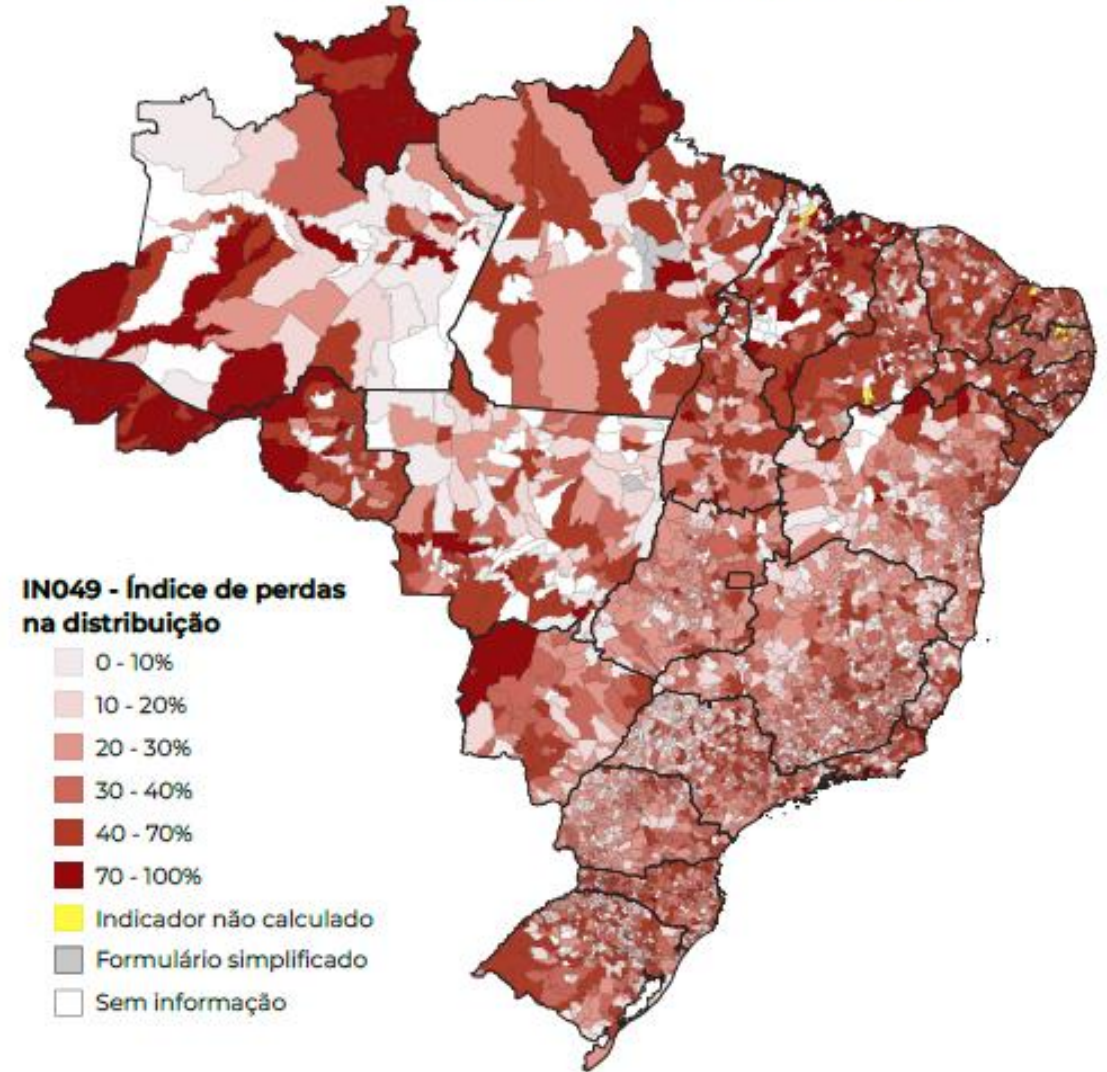 IN049 - Índice de perdas
na distribuição
0 - 10%
10 - 20%
20 - 30%
30 - 40%
40 - 70%
70 - 100%
Indicador não calculado
Formulário simplificado
Sem informação